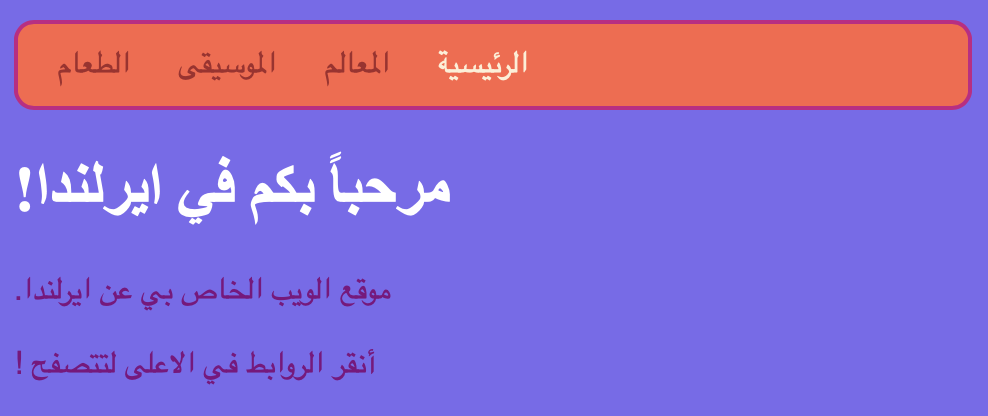 الرئيسية المعالم الموسيقى الطعام
مرحباً بكم في ايرلندا!
موقع الويب الخاص بي عن ايرلندا.
أنقر الروابط في الاعلى لتتصفح !